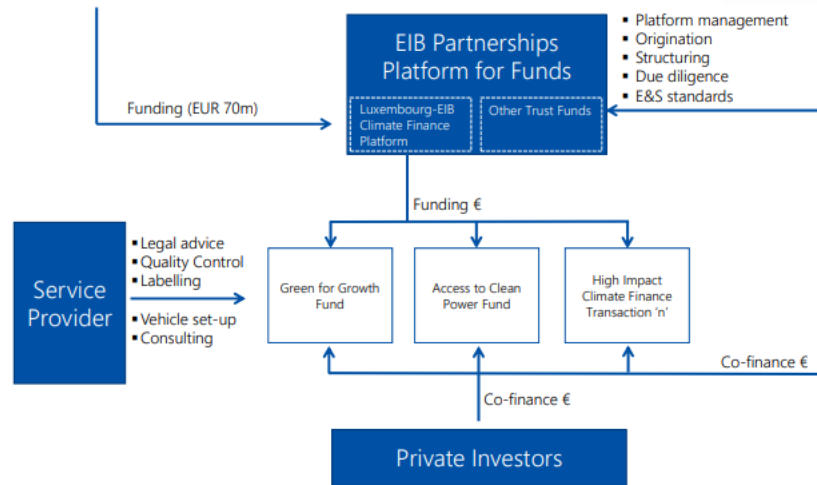 EIB Partnerships
Platform for Funds
Luxembourg-EIB
Climate Finance
Platform
Other Trust Funds
▪ Platform management
▪ Origination
▪ Structuring
▪ Due diligence
▪ E&S standards
Funding (EUR 70m)
Funding €
Service
Provider
▪ Legal advice
▪ Quality Control
▪ Labelling
▪ Vehicle set-up
▪ Consulting
Green for Growth
Fund
Access to Clean
Power Fund
High Impact
Climate Finance
Transaction ‘n’
Co-finance €
Co-finance €
Private Investors